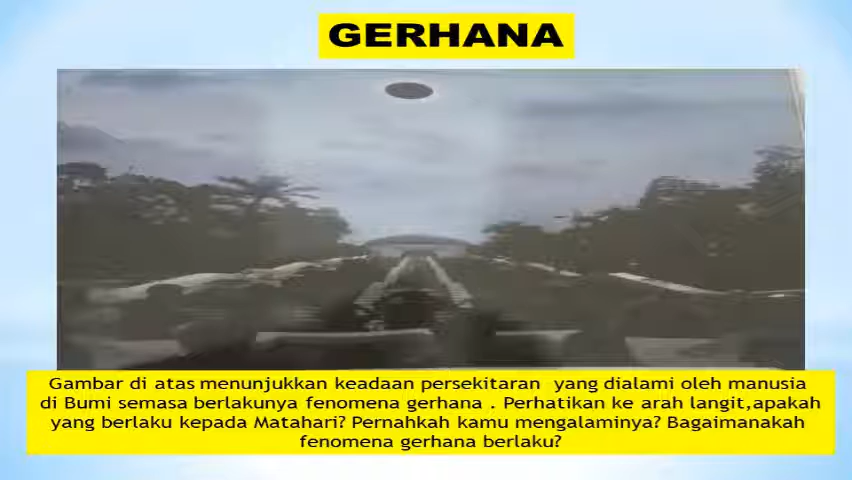 GERHANA
Gambar di atas menunjukkan keadaan persekitaran yang dialami oleh manusia
di Bumi semasa berlakunya fenomena gerhana . Perhatikan ke arah langit,apakah
yang berlaku kepada Matahari? Pernahkah kamu mengalaminya? Bagaimanakah
fenomena gerhana berlaku?